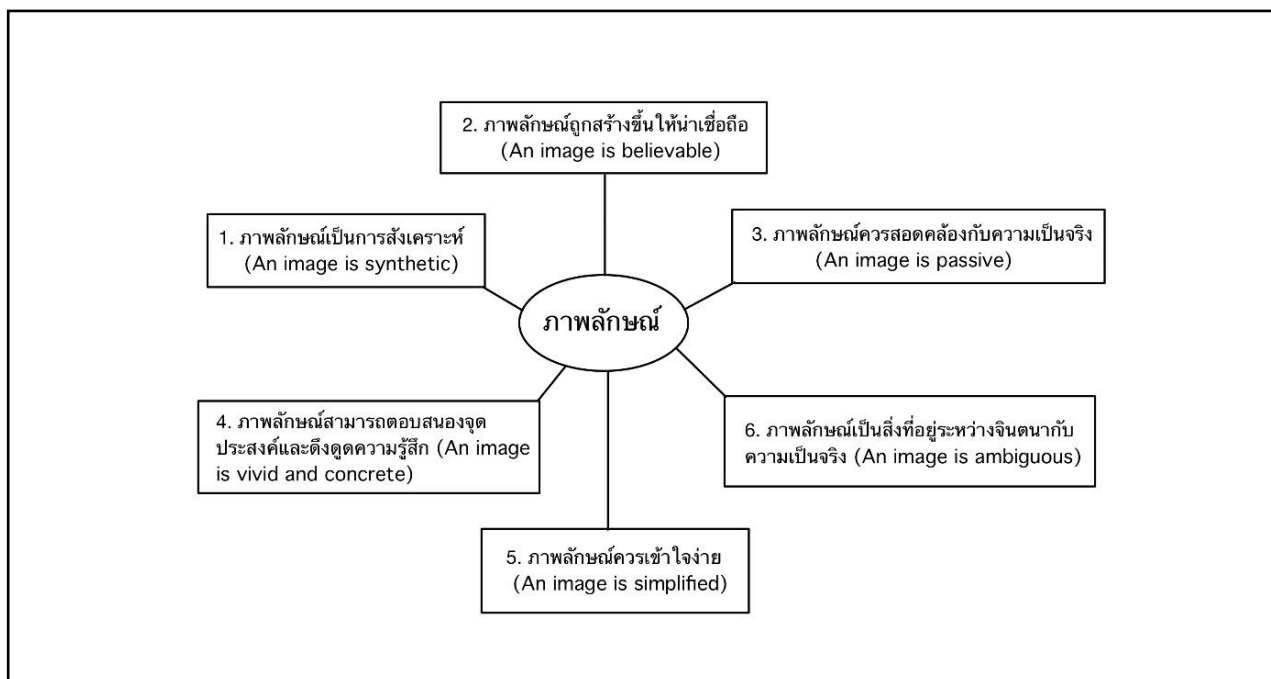 2. ภาพลักษณ์ถูกสร้างขึ้นให้น่าเชื่อถือ
(An image is believable)
1. ภาพลักษณ์เป็นการสังเคราะห์
(An image is synthetic)
3. ภาพลักษณ์ควรสอดคล้องกับความเป็นจริง
(An image is passive)
ภาพลักษณ์
4. ภาพลักษณ์สามารถตอบสนองจุด
ประสงค์และดึงดูดความรู้สึก (An image
is vivid and concrete)
6. ภาพลักษณ์เป็นสิ่งที่อยู่ระหว่างจินตนากับ
ความเป็นจริง (An image is ambiguous)
5. ภาพลักษณ์ควรเข้าใจง่าย
(An image is simplified)